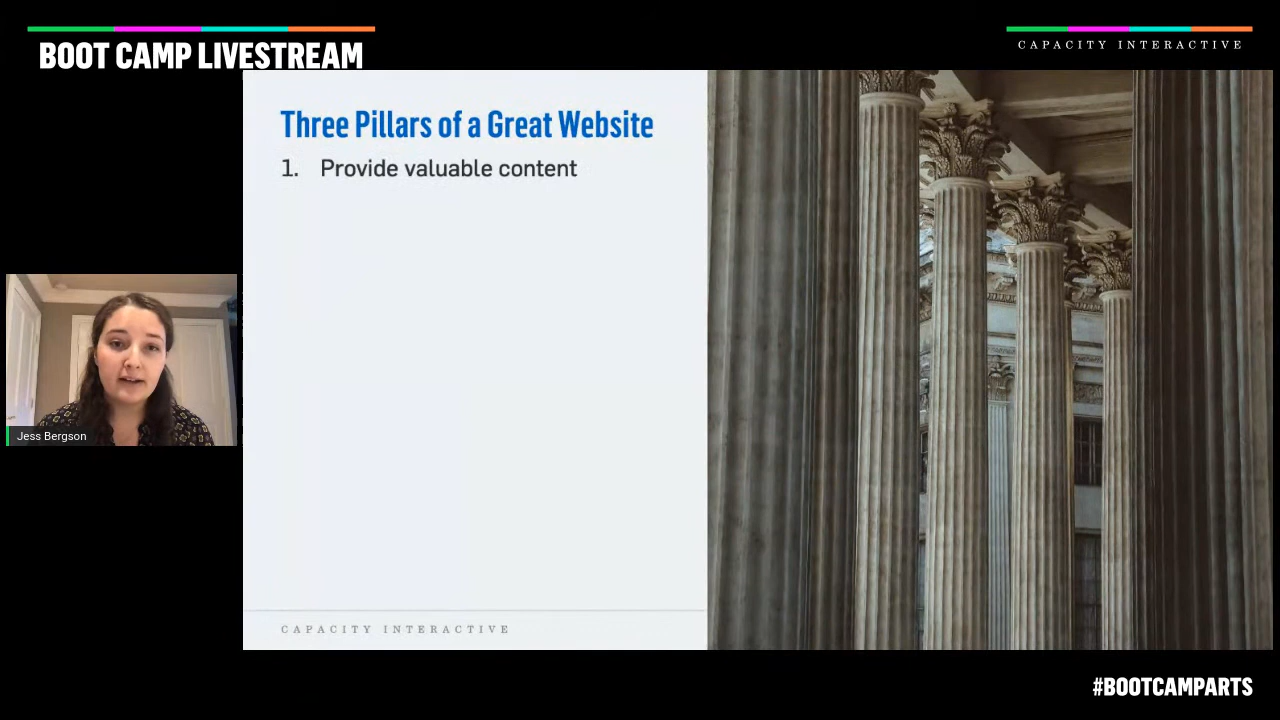 BOOT CAMP LIVESTREAM
CAPACITY INTERACTIVE
Three Pillars of a Great Website
1. Provide valuable content
Jess Bergson
CAPACITY INTERACTIVE
#BOOTCAMPARTS